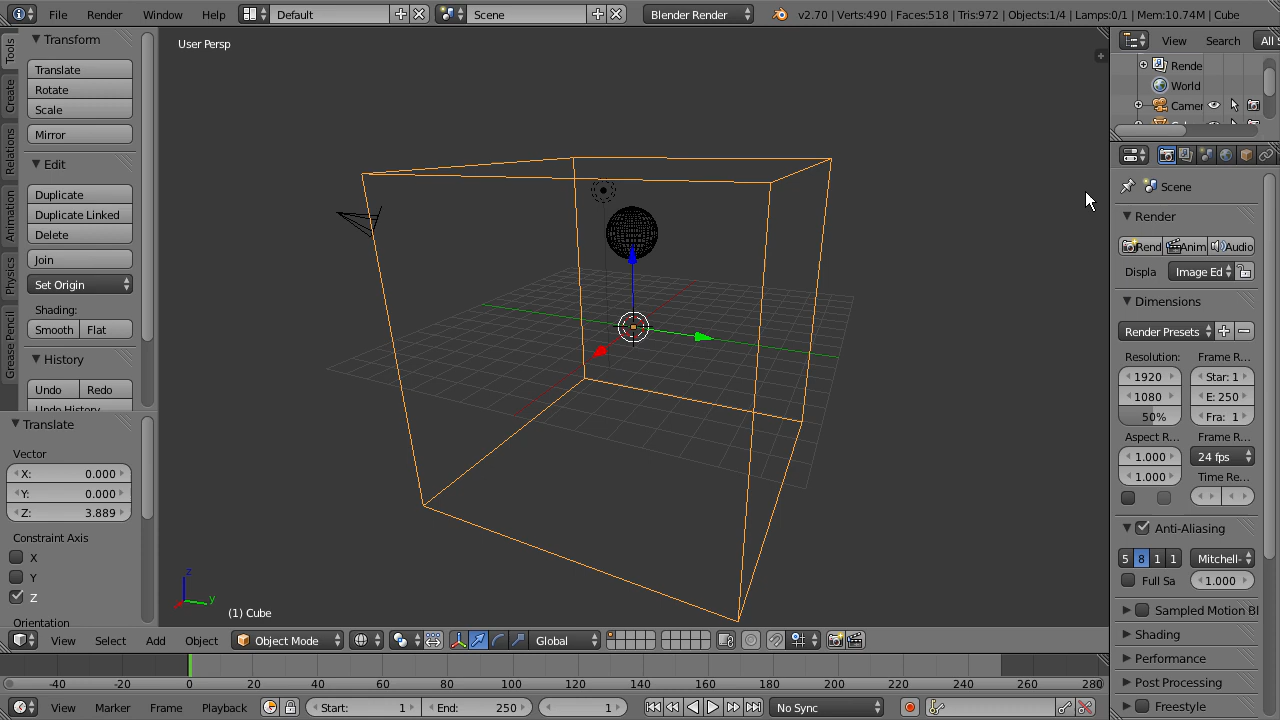 File Render Window Help Default Scene Blender Render v2.70 | Verts:490 | Faces:518 | Tris:972 | Objects:1/4 | Lamps:0/1 | Mem:10.74M | Cube
Tools
Create
Relations
Animation
Physics
Grease Pencil
Transform
Translate
Rotate
Scale
Mirror
Edit
Duplicate
Duplicate Linked
Delete
Join
Set Origin
Shading:
Smooth Flat
History
Undo Redo
Undo History
Translate
Vector
X: 0.000
Y: 0.000
Z: 3.889
Constraint Axis
X
Y
Z
Orientation
User Persp
z
y
(1) Cube
View Search All
Rende
World
Camer
Scene
Render
Rend Anim Audio
Displa Image Ed
Dimensions
Render Presets
Resolution: Frame R...
1920 Star: 1
1080 E: 250
50% Fra: 1
Aspect R... Frame R...
1.000 24 fps
1.000 Time Re...
Anti-Aliasing
5 8 1 1 Mitchell-
Full Sa 1.000
Sampled Motion Bl
Shading
Performance
Post Processing
Freestyle
View Select Add Object Object Mode Global
-40 -20 0 20 40 60 80 100 120 140 160 180 200 220 240 260 280
View Marker Frame Playback Start: 1 End: 250 1 No Sync